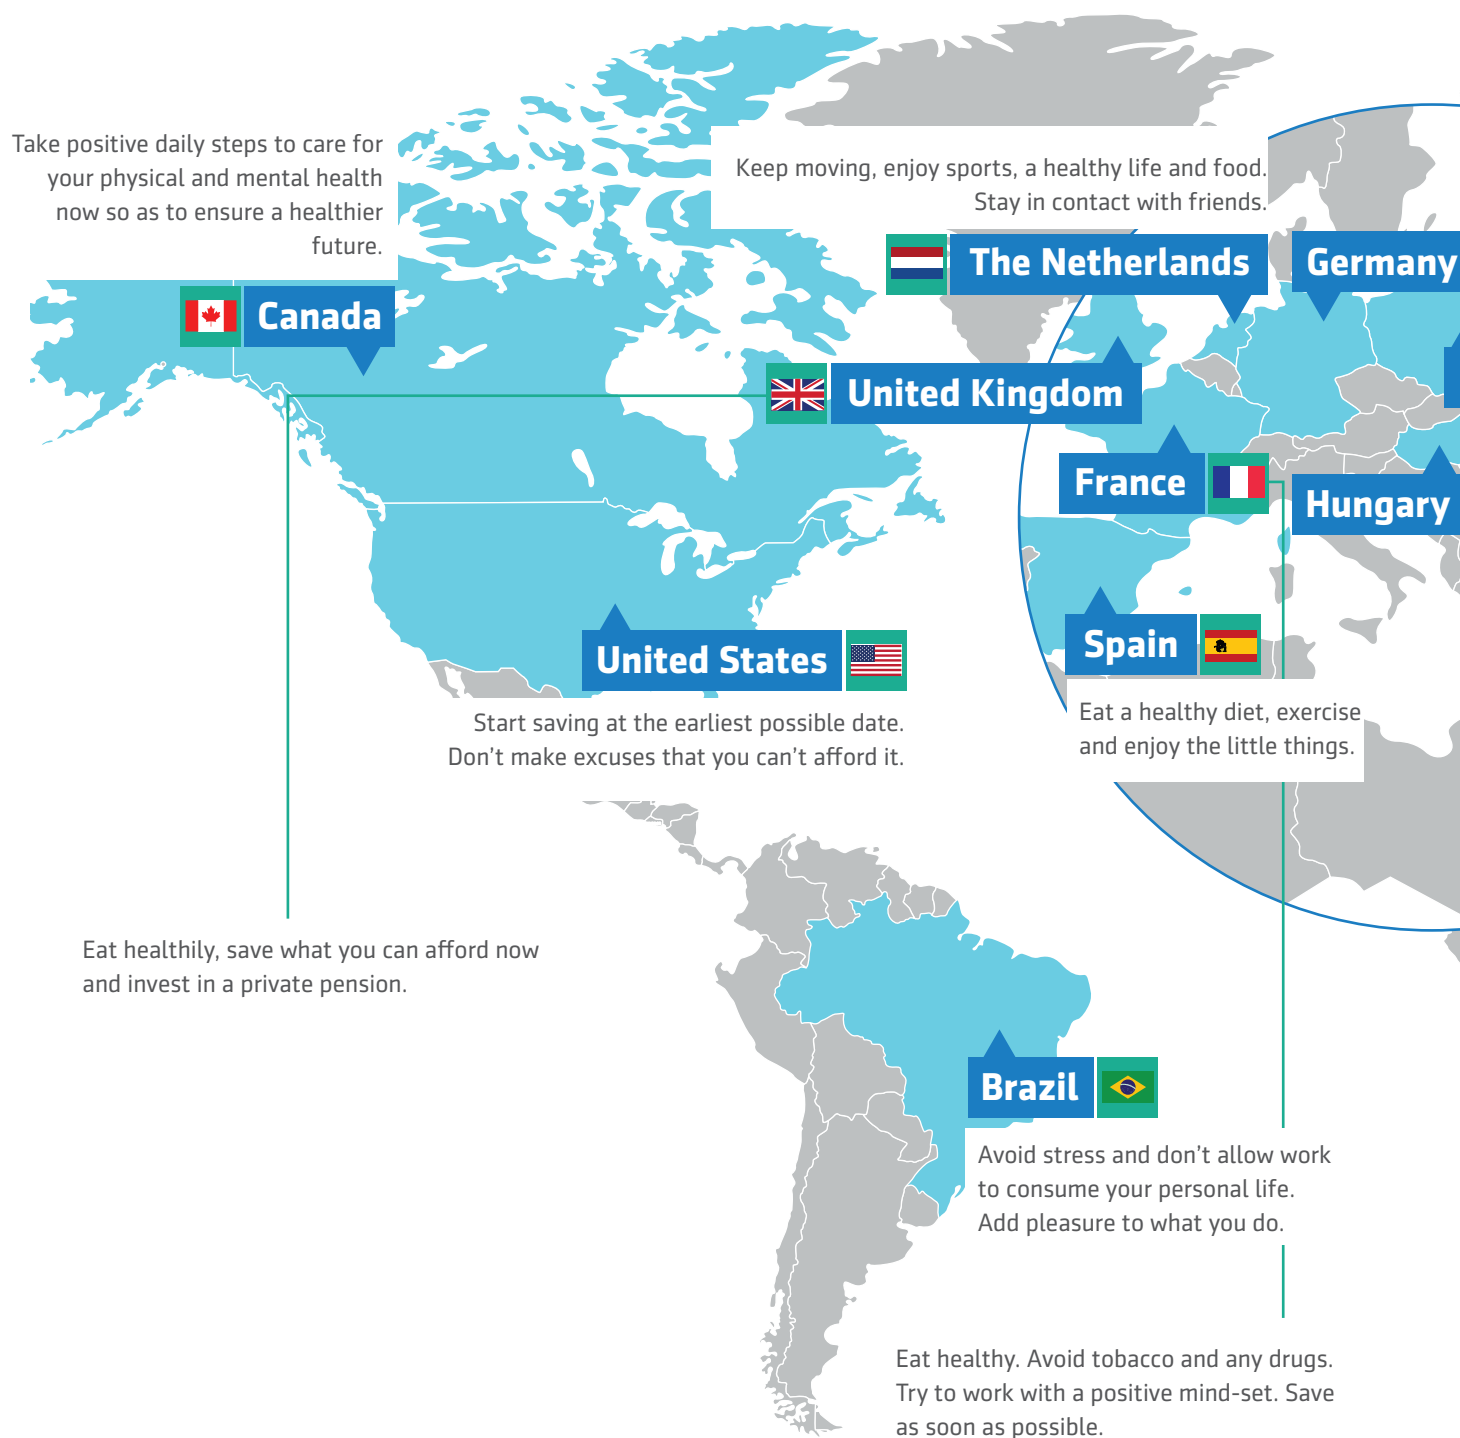 Take positive daily steps to care for
your physical and mental health
now so as to ensure a healthier
future.
Canada
Keep moving, enjoy sports, a healthy life and food.
Stay in contact with friends.
The Netherlands
Germany
United Kingdom
France
Hungary
United States
Start saving at the earliest possible date.
Don't make excuses that you can't afford it.
Spain
Eat a healthy diet, exercise
and enjoy the little things.
Eat healthily, save what you can afford now
and invest in a private pension.
Brazil
Avoid stress and don't allow work
to consume your personal life.
Add pleasure to what you do.
Eat healthy. Avoid tobacco and any drugs.
Try to work with a positive mind-set. Save
as soon as possible.